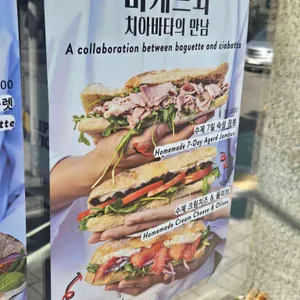 바게트와
치아바타의 만남
A collaboration between baguette and ciabatta
수제 7일 숙성 잠봉
Homemade 7-Day Aged Jambon
수제 크림치즈 & 올리브
Homemade Cream Cheese & Olives